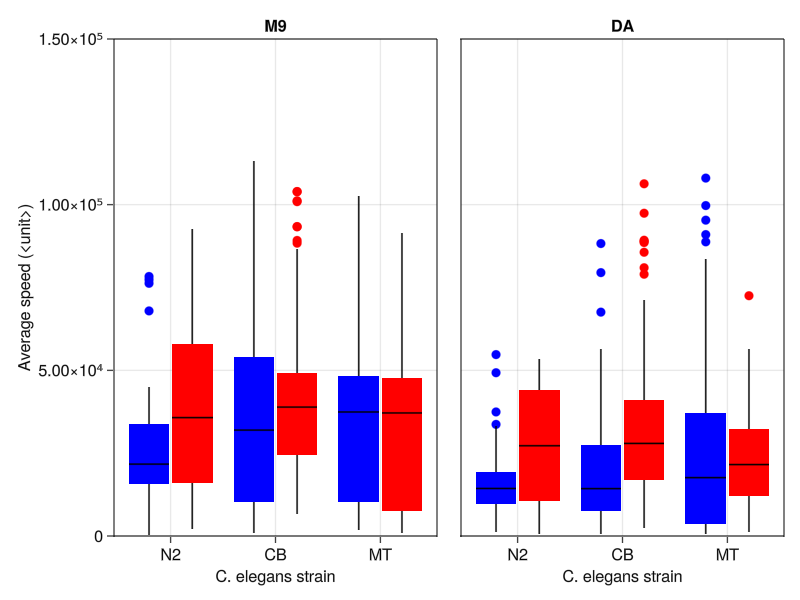 M9
DA
1.50×10⁵
1.00×10⁵
5.00×10⁴
0
Average speed (<unit>)
N2
CB
MT
N2
CB
MT
C. elegans strain
C. elegans strain